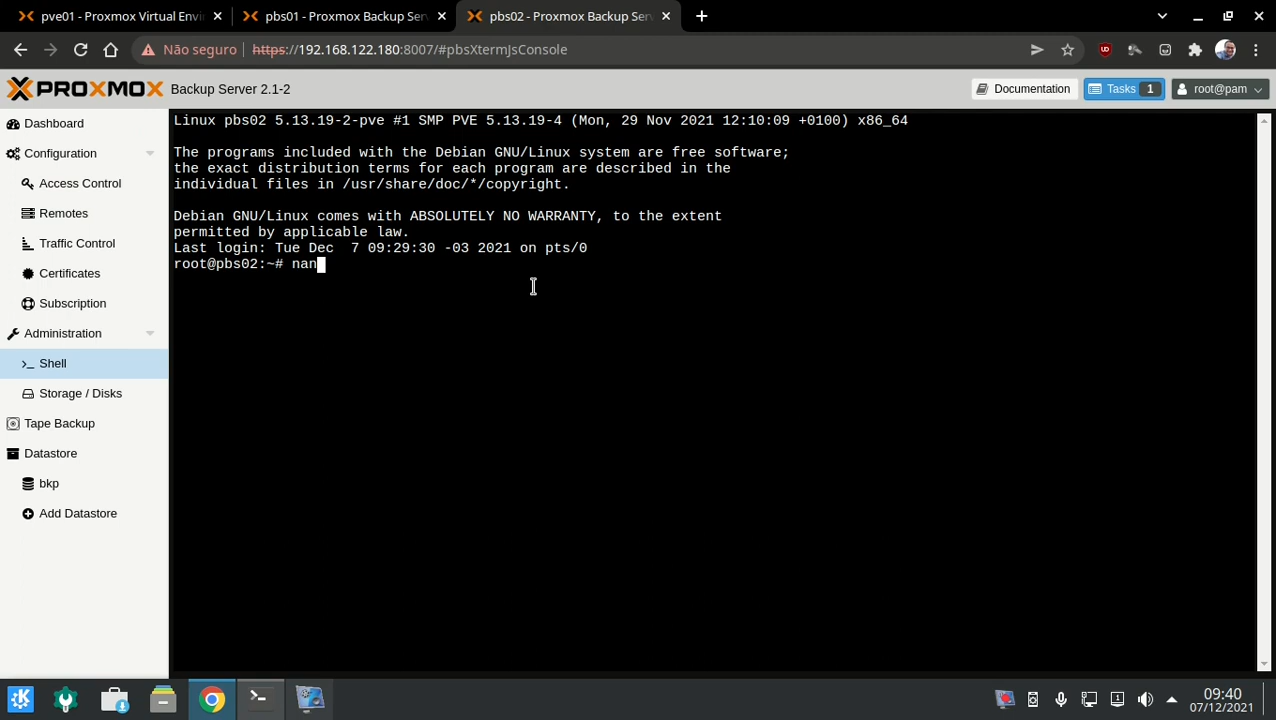 pve01 - Proxmox Virtual Envi
pbs01 - Proxmox Backup Ser
pbs02 - Proxmox Backup Ser
Não seguro
https://192.168.122.180:8007/#pbsXtermJsConsole
PROXMOX Backup Server 2.1-2
Documentation
Tasks 1
root@pam
Dashboard
Configuration
Access Control
Remotes
Traffic Control
Certificates
Subscription
Administration
Shell
Storage / Disks
Tape Backup
Datastore
bkp
Add Datastore
Linux pbs02 5.13.19-2-pve #1 SMP PVE 5.13.19-4 (Mon, 29 Nov 2021 12:10:09 +0100) x86_64
The programs included with the Debian GNU/Linux system are free software;
the exact distribution terms for each program are described in the
individual files in /usr/share/doc/*/copyright.
Debian GNU/Linux comes with ABSOLUTELY NO WARRANTY, to the extent
permitted by applicable law.
Last login: Tue Dec  7 09:29:30 -03 2021 on pts/0
root@pbs02:~# nan
09:40
07/12/2021